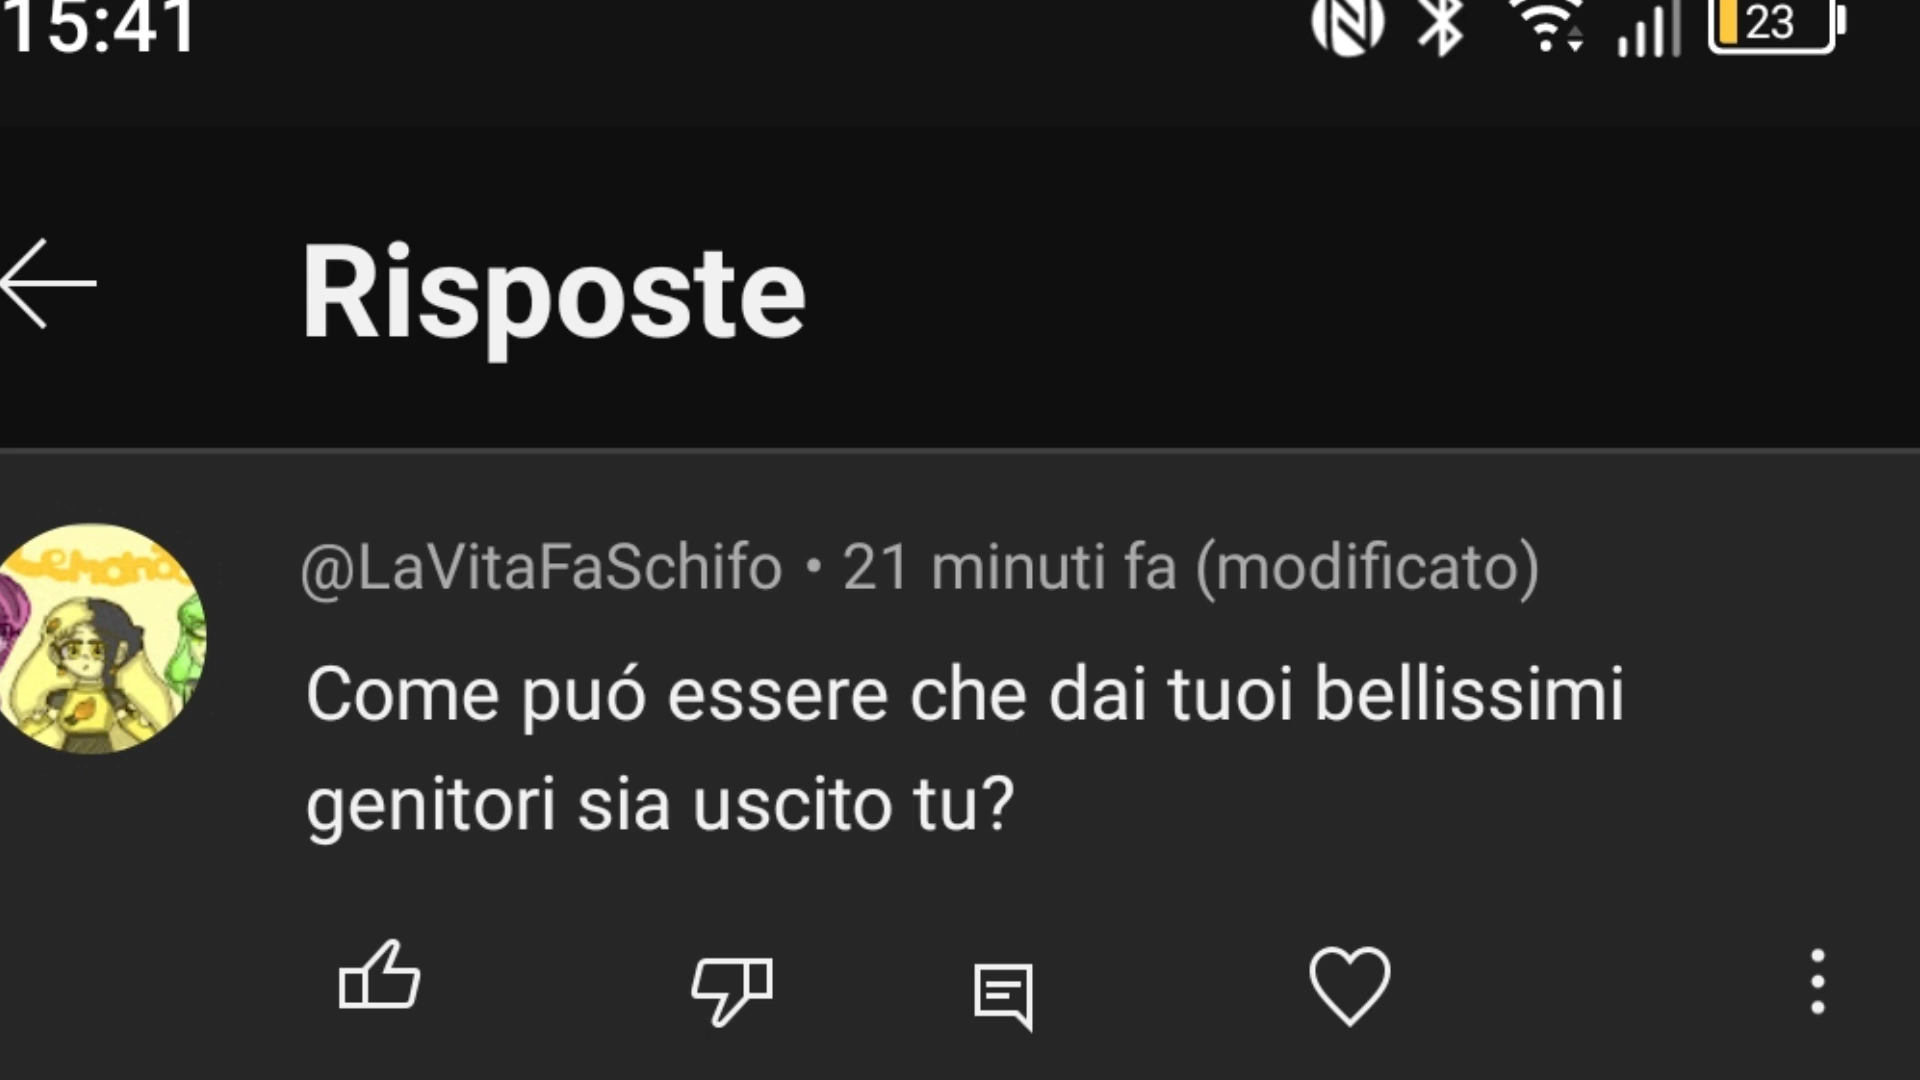 15:41
23
Risposte
@LaVitaFaSchifo • 21 minuti fa (modificato)
Come puó essere che dai tuoi bellissimi
genitori sia uscito tu?